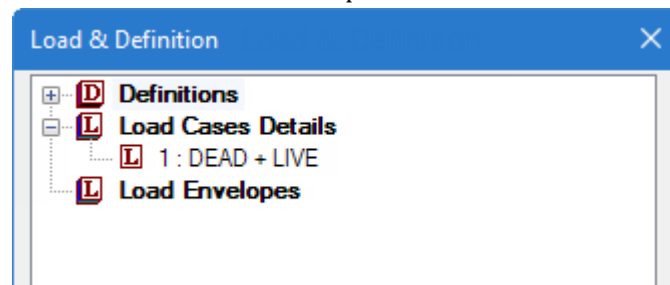 Load & Definition
D Definitions
L Load Cases Details
L 1 : DEAD + LIVE
L Load Envelopes